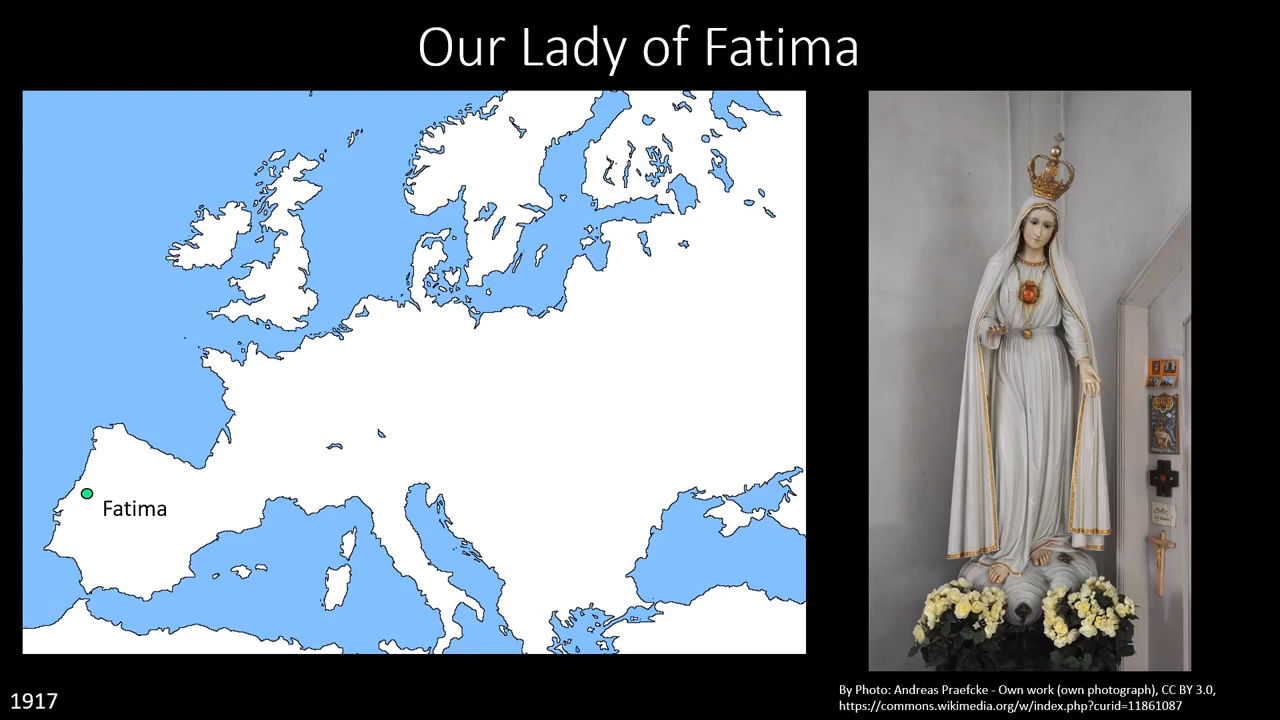 Our Lady of Fatima
Fatima
1917
By Photo: Andreas Praefcke - Own work (own photograph), CC BY 3.0,
https://commons.wikimedia.org/w/index.php?curid=11861087